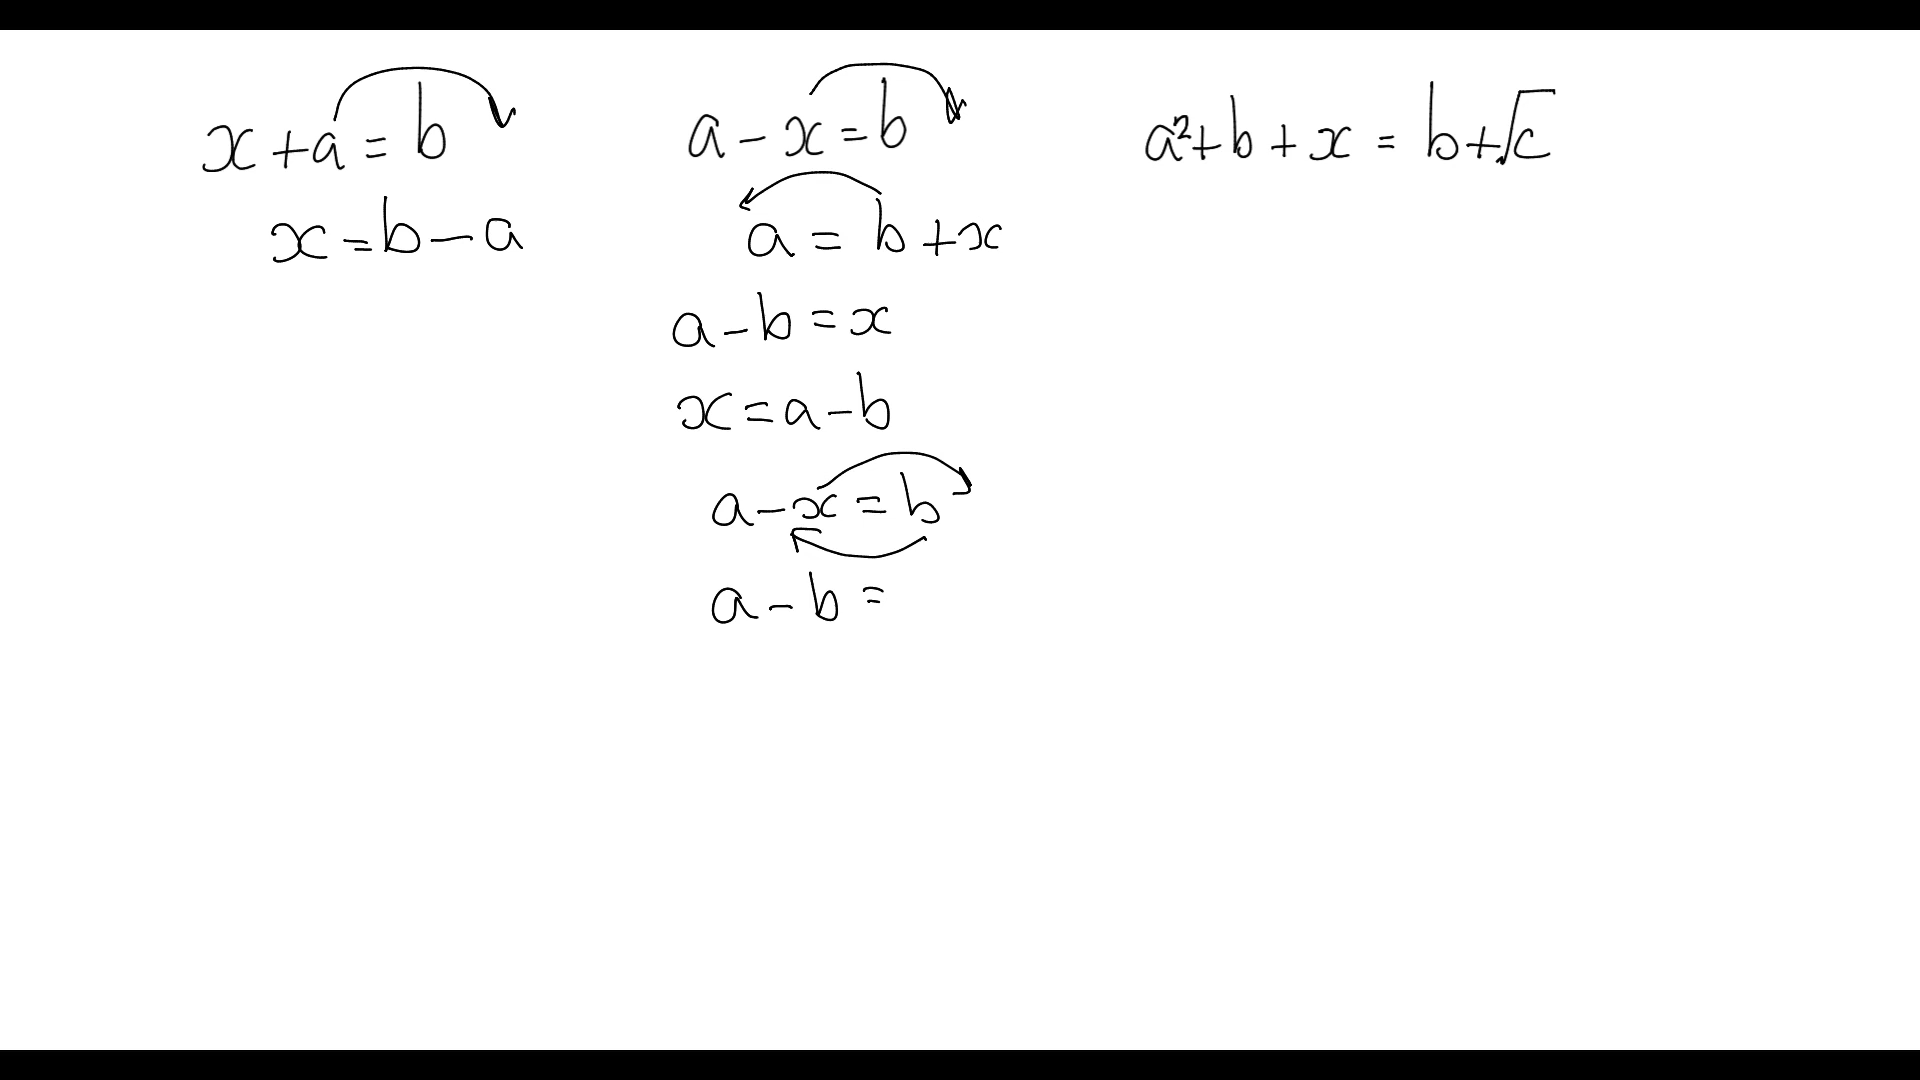 x + a = b
x = b - a
a - x = b
a = b + x
a - b = x
x = a - b
a - x = b
a - b =
a² + b + x = b + √c